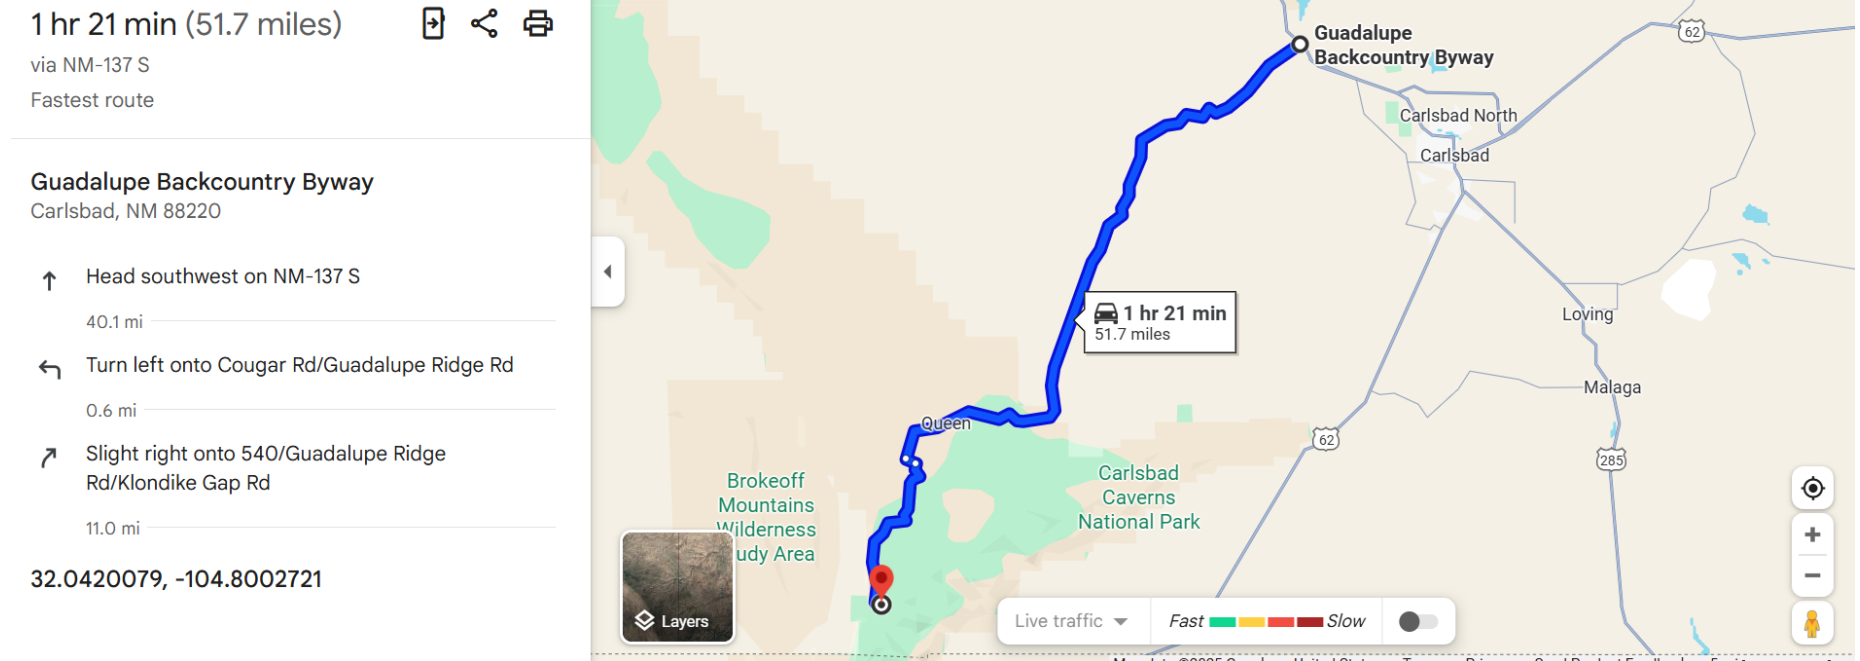 1 hr 21 min (51.7 miles)
via NM-137 S
Fastest route
Guadalupe Backcountry Byway
Carlsbad, NM 88220
Head southwest on NM-137 S
40.1 mi
Turn left onto Cougar Rd/Guadalupe Ridge Rd
0.6 mi
Slight right onto 540/Guadalupe Ridge
Rd/Klondike Gap Rd
11.0 mi
32.0420079, -104.8002721
Guadalupe
Backcountry Byway
62
Carlsbad North
Carlsbad
1 hr 21 min
51.7 miles
Loving
Malaga
Queen
62
285
Brokeoff
Mountains
Wilderness
udy Area
Carlsbad
Caverns
National Park
Layers
Live traffic
Fast
Slow